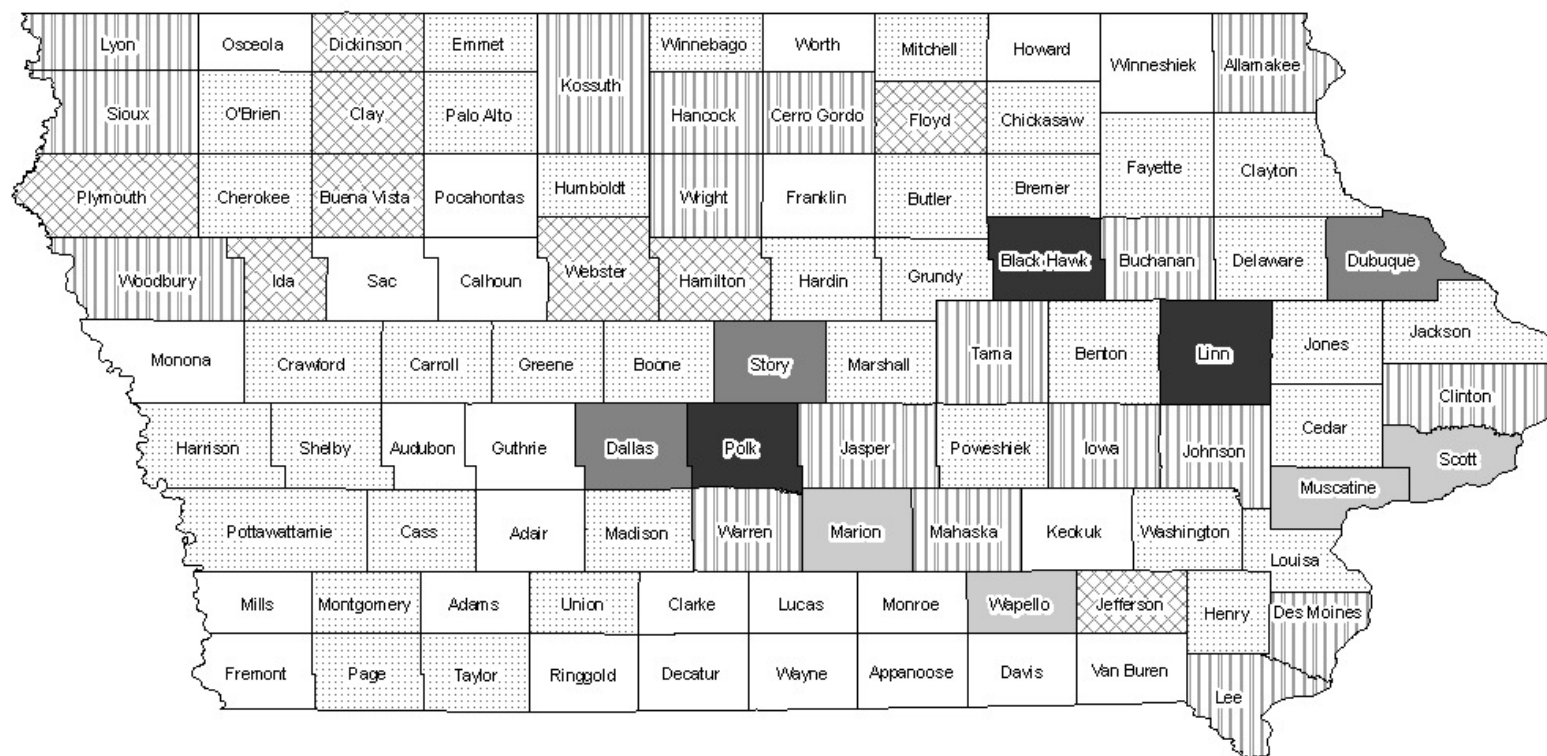 Lyon
Osceola
Dickinson
Emmet
Kossuth
Winnebago
Worth
Mitchell
Howard
Winneshiek
Allamakee
Sioux
O'Brien
Clay
Palo Alto
Hancock
Cerro Gordo
Floyd
Chickasaw
Fayette
Clayton
Plymouth
Cherokee
Buena Vista
Pocahontas
Humboldt
Wright
Franklin
Butler
Bremer
Woodbury
Ida
Sac
Calhoun
Webster
Hamilton
Hardin
Grundy
Black Hawk
Buchanan
Delaware
Dubuque
Monona
Crawford
Carroll
Greene
Boone
Story
Marshall
Tama
Benton
Linn
Jones
Jackson
Harrison
Shelby
Audubon
Guthrie
Dallas
Polk
Jasper
Poweshiek
Iowa
Johnson
Cedar
Clinton
Scott
Muscatine
Pottawattamie
Cass
Adair
Madison
Warren
Marion
Mahaska
Keokuk
Washington
Louisa
Mills
Montgomery
Adams
Union
Clarke
Lucas
Monroe
Wapello
Jefferson
Henry
Des Moines
Fremont
Page
Taylor
Ringgold
Decatur
Wayne
Appanoose
Davis
Van Buren
Lee